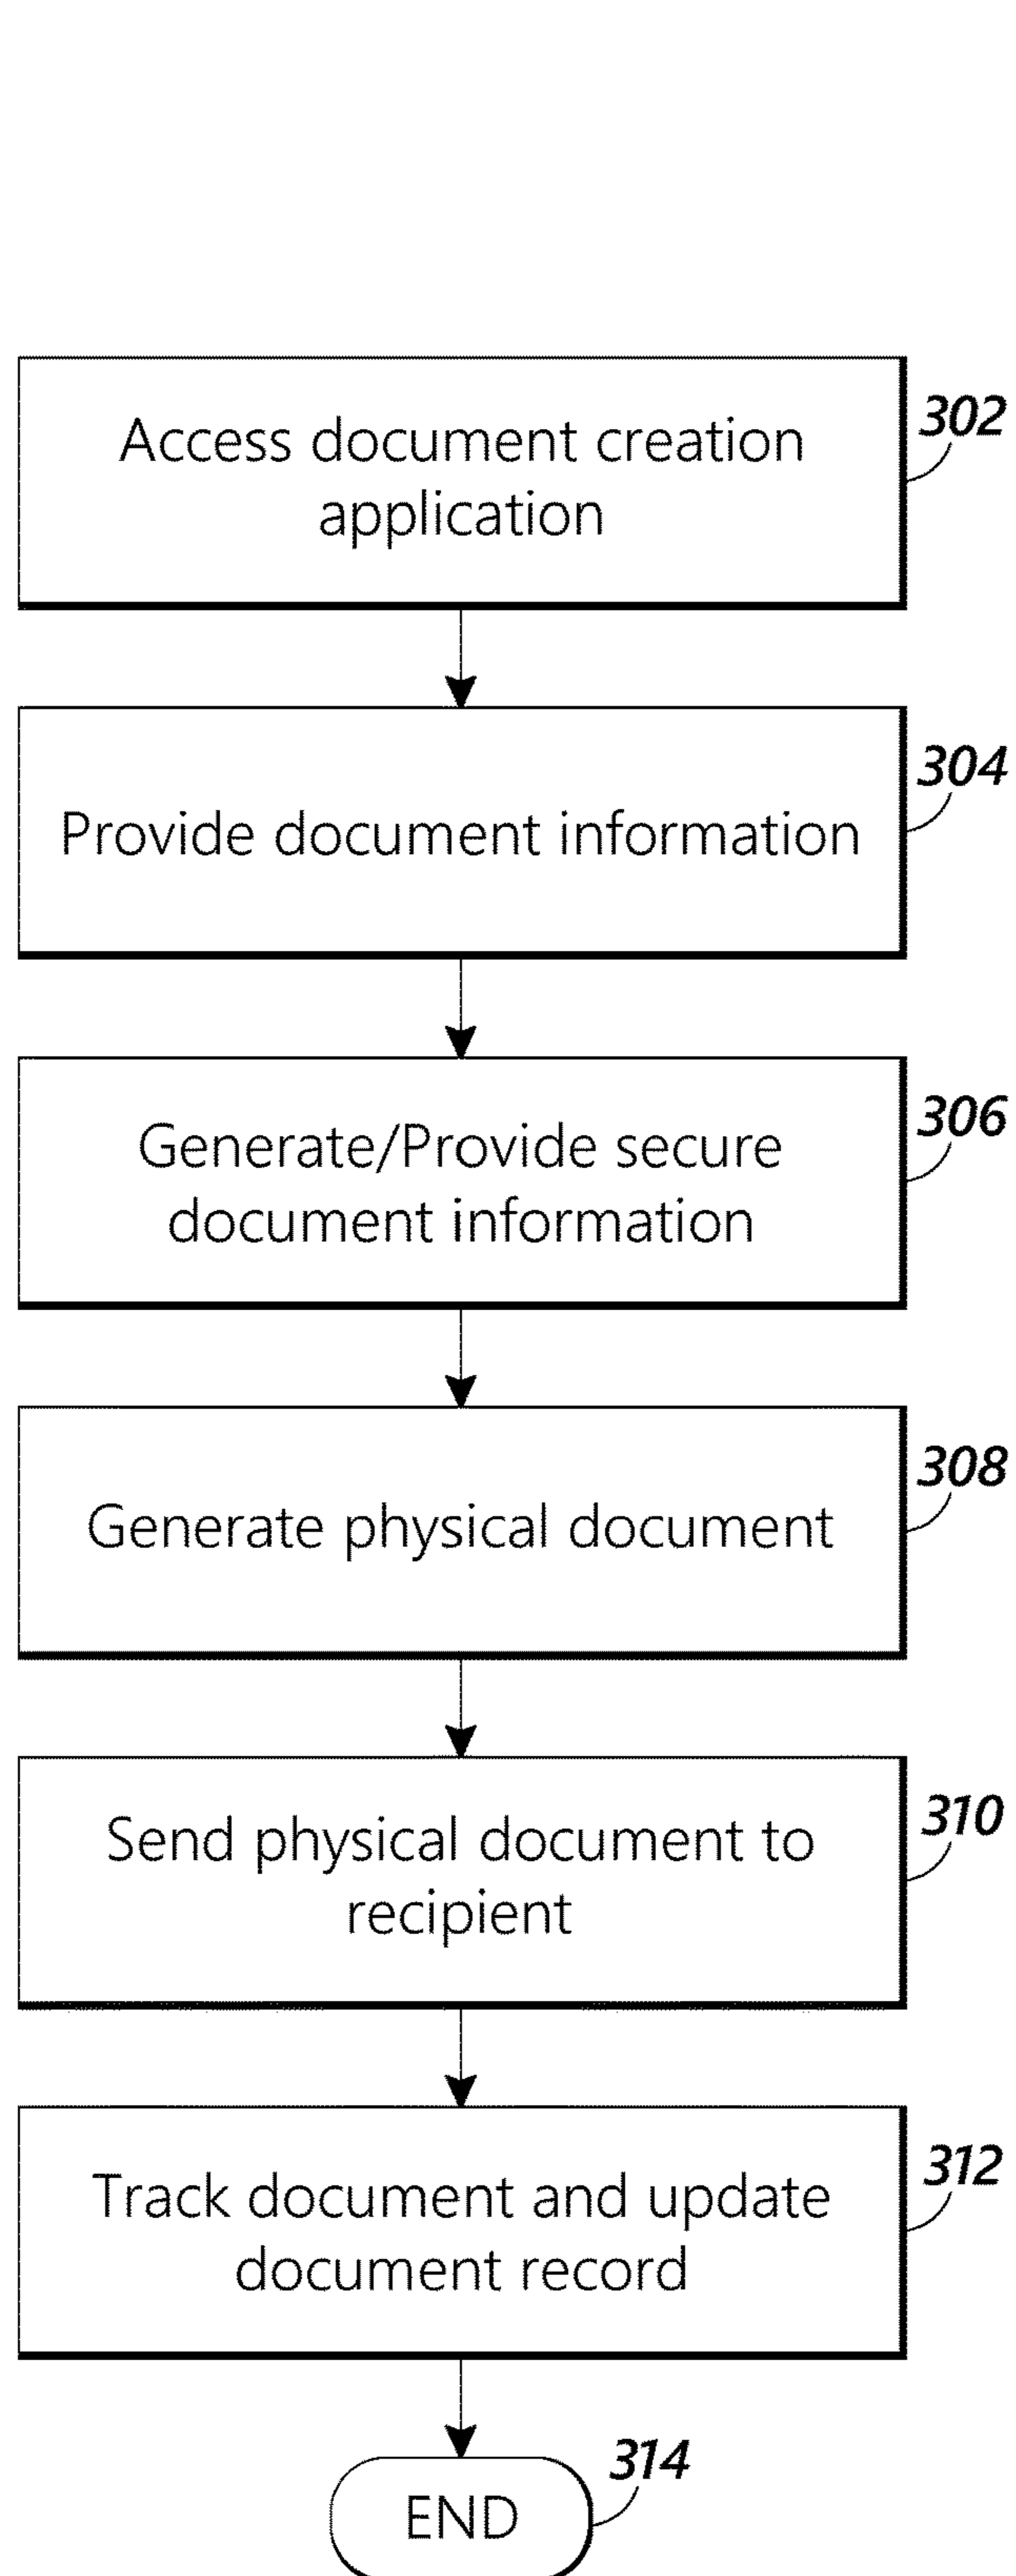 Access document creation
application
302
Provide document information
304
Generate/Provide secure
document information
306
Generate physical document
308
Send physical document to
recipient
310
Track document and update
document record
312
END
314